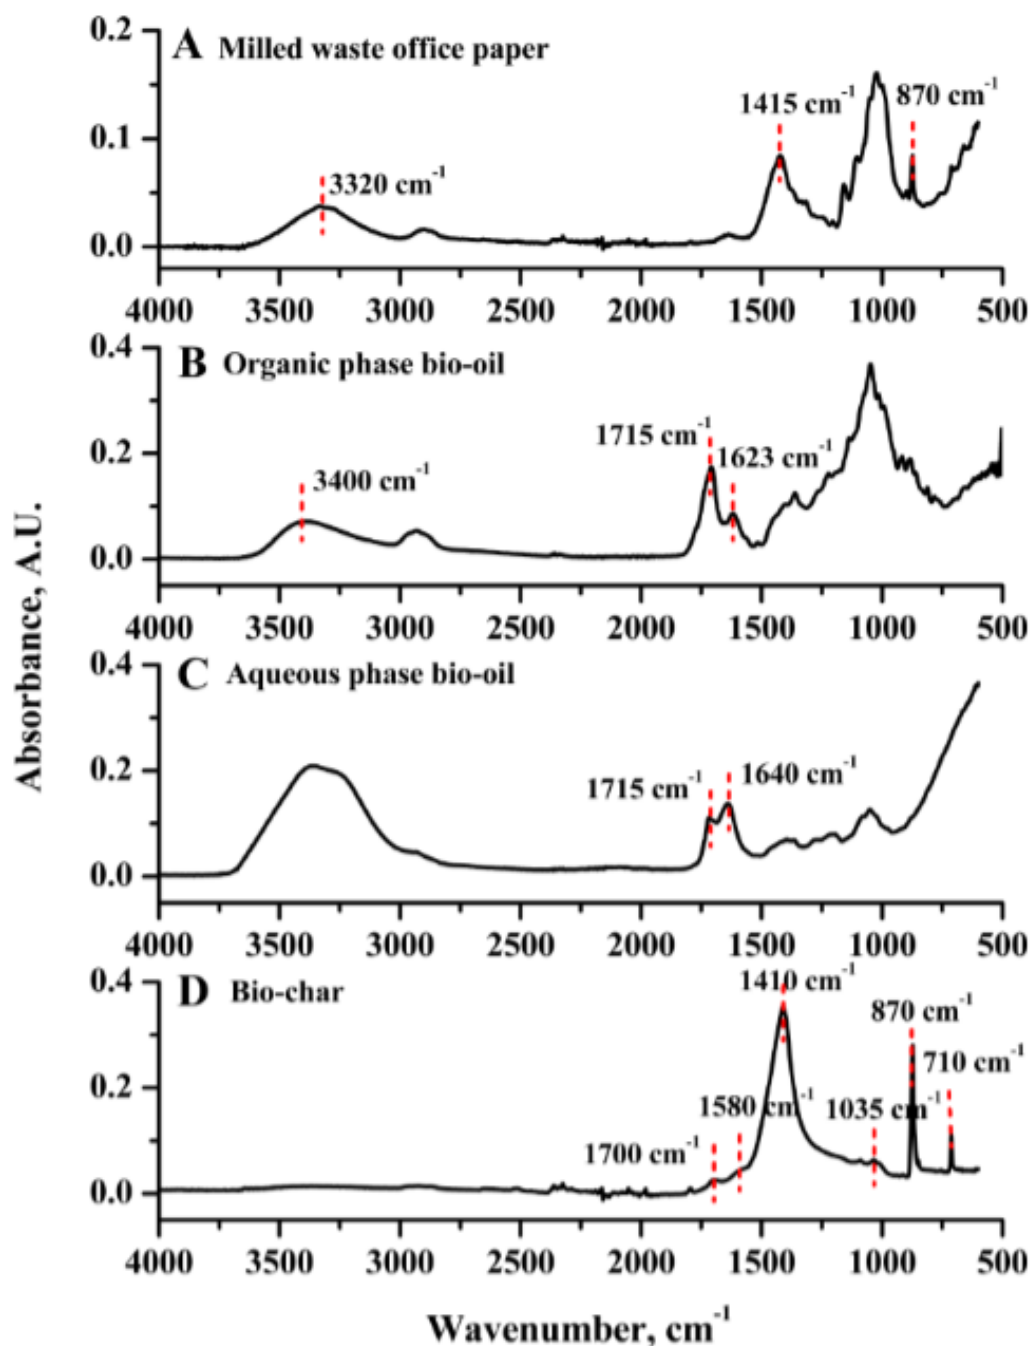 Absorbance, A.U.
0.2
A Milled waste office paper
1415 cm-1
870 cm-1
0.1
3320 cm-1
0.0
4000 3500 3000 2500 2000 1500 1000 500
0.4
B Organic phase bio-oil
1715 cm-1
1623 cm-1
0.2
3400 cm-1
0.0
4000 3500 3000 2500 2000 1500 1000 500
0.4
C Aqueous phase bio-oil
0.2
1715 cm-1
1640 cm-1
0.0
4000 3500 3000 2500 2000 1500 1000 500
0.4
D Bio-char
1410 cm-1
870 cm-1
710 cm-1
0.2
1580 cm-1
1035 cm-1
1700 cm-1
0.0
4000 3500 3000 2500 2000 1500 1000 500
Wavenumber, cm-1